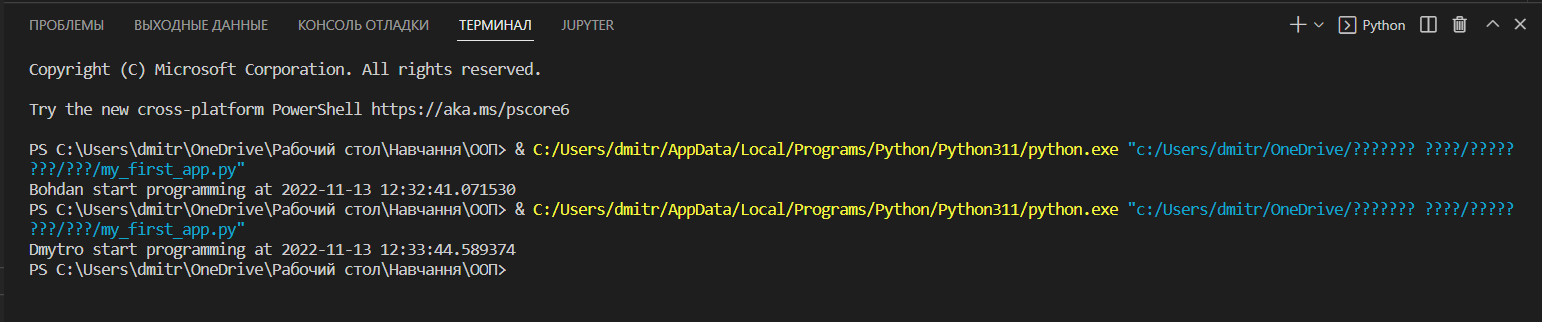 ПРОБЛЕМЫ ВЫХОДНЫЕ ДАННЫЕ КОНСОЛЬ ОТЛАДКИ ТЕРМИНАЛ JUPYTER Python
Copyright (C) Microsoft Corporation. All rights reserved.
Try the new cross-platform PowerShell https://aka.ms/pscore6
PS C:\Users\dmitr\OneDrive\Рабочий стол\Навчання\ООП> & C:/Users/dmitr/AppData/Local/Programs/Python/Python311/python.exe "c:/Users/dmitr/OneDrive/??????? ????/?????
???/???/my_first_app.py"
Bohdan start programming at 2022-11-13 12:32:41.071530
PS C:\Users\dmitr\OneDrive\Рабочий стол\Навчання\ООП> & C:/Users/dmitr/AppData/Local/Programs/Python/Python311/python.exe "c:/Users/dmitr/OneDrive/??????? ????/?????
???/???/my_first_app.py"
Dmytro start programming at 2022-11-13 12:33:44.589374
PS C:\Users\dmitr\OneDrive\Рабочий стол\Навчання\ООП>